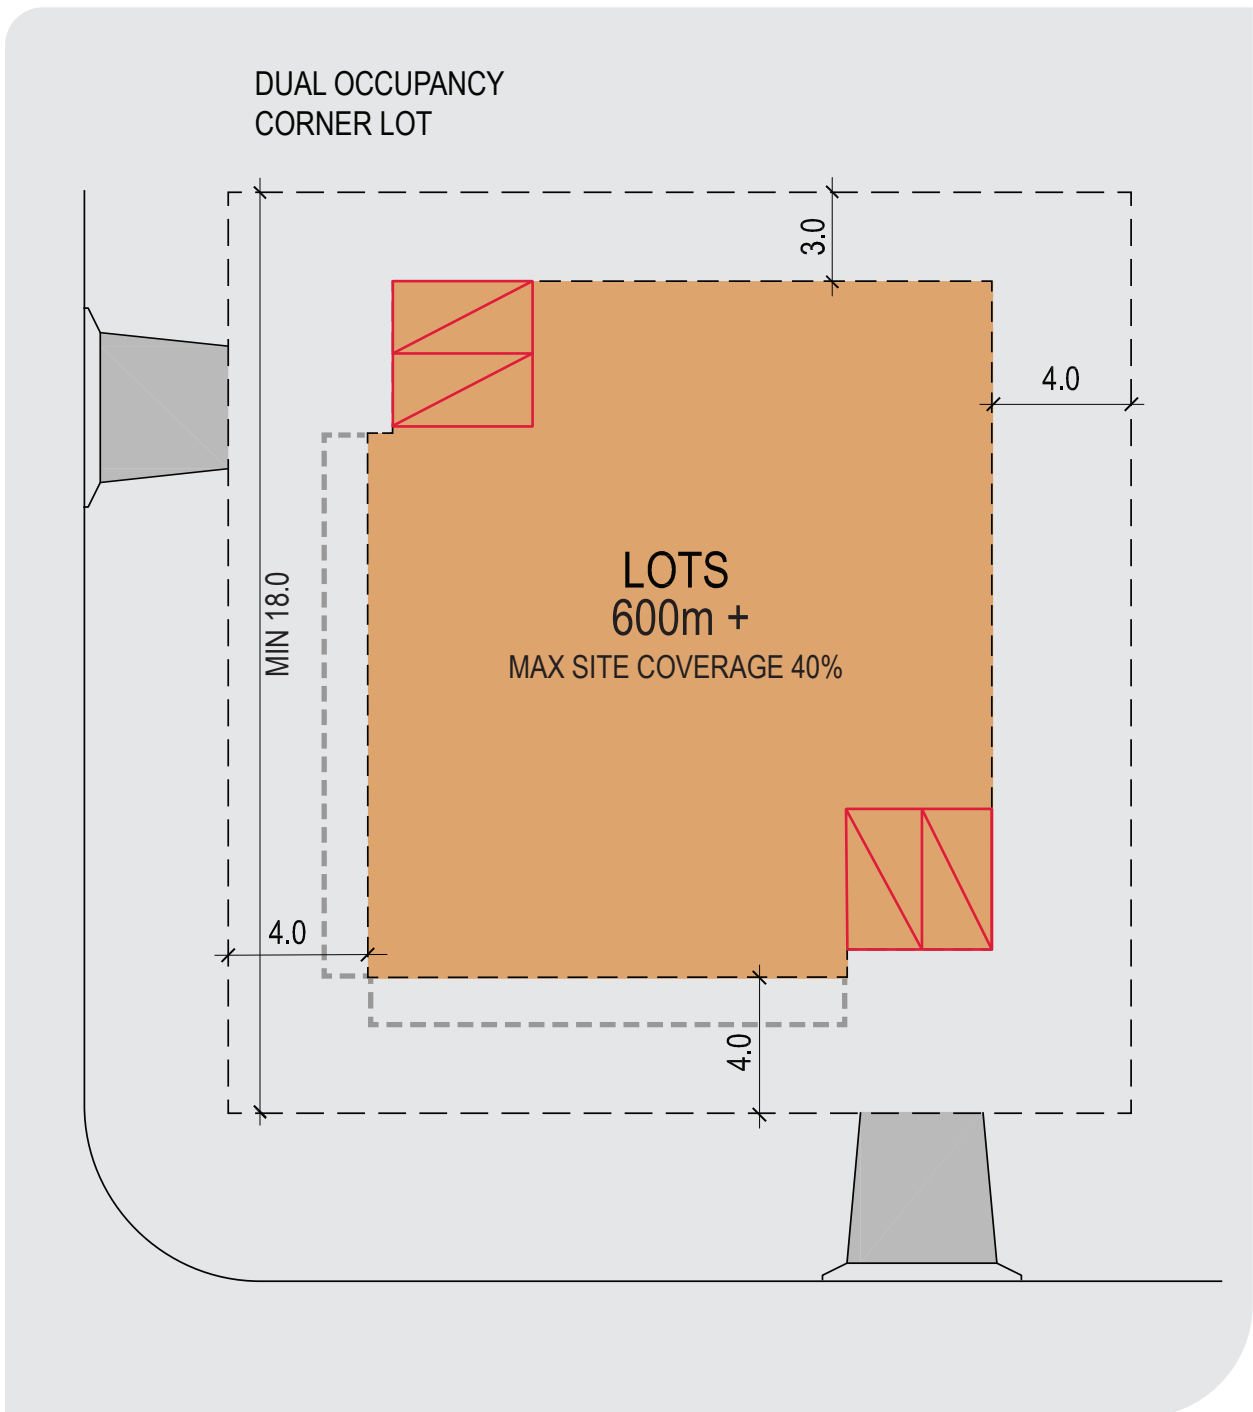 DUAL OCCUPANCY
CORNER LOT
3.0
4.0
MIN 18.0
LOTS
600m +
MAX SITE COVERAGE 40%
4.0
4.0